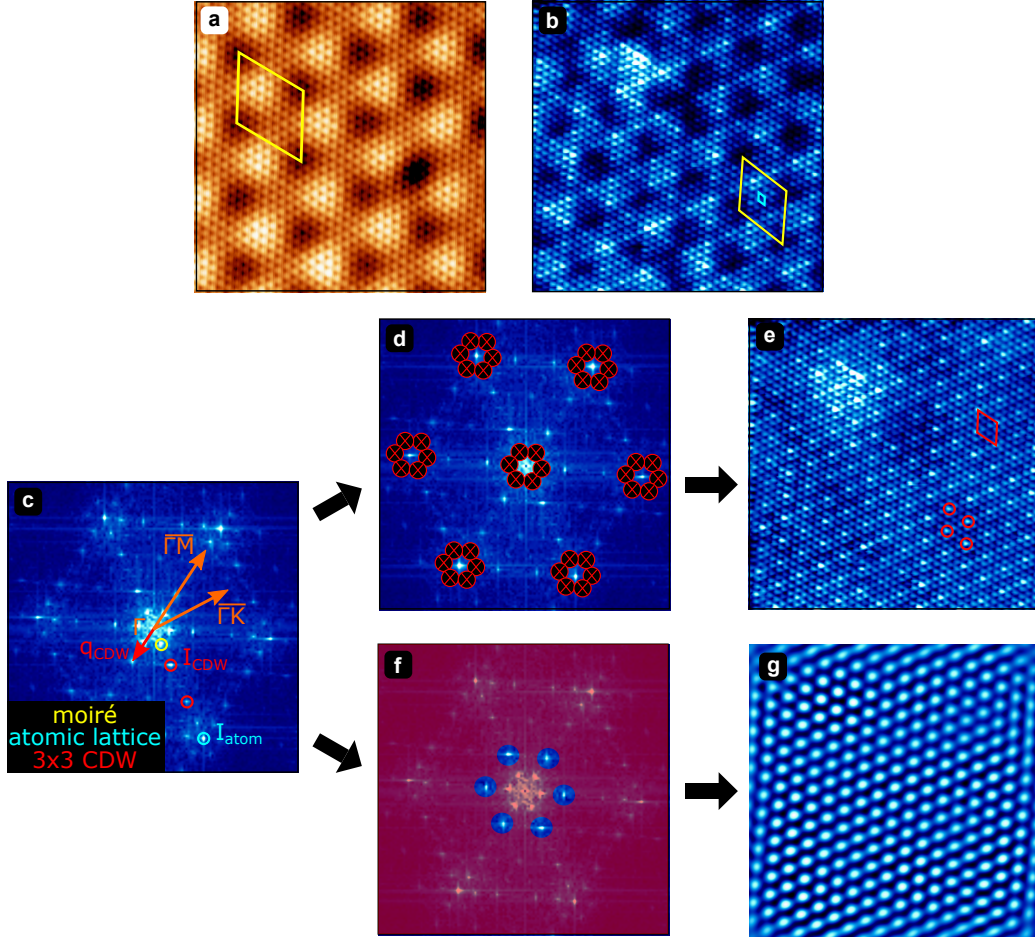 a
b
d
e
c
ΓM
ΓK
Γ
qCDW
ICDW
Iatom
moiré
atomic lattice
3x3 CDW
f
g